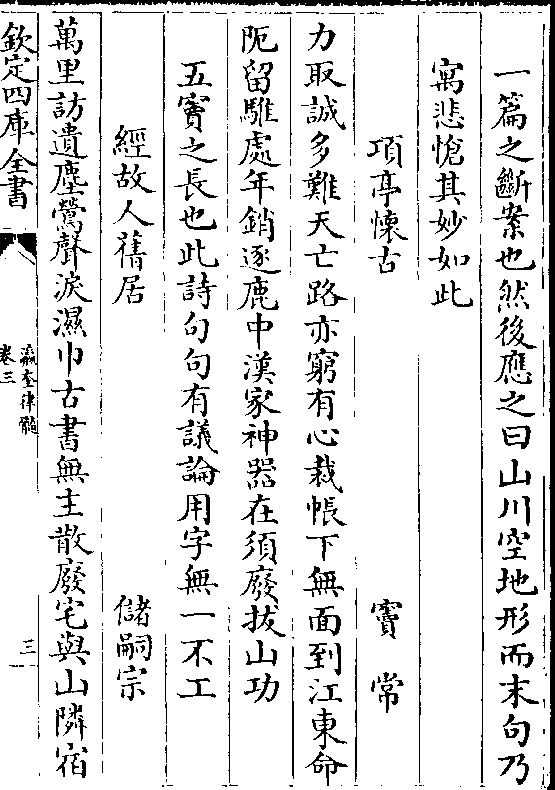 一篇之斷案也然後應之曰山川空地形而末句乃
寓悲愴其妙如此
項亭懐古 竇常
力取誠多難天亡路亦窮有心裁帳下無面到江東命
阨留騅處年銷逐鹿中漢家神器在須廢拔山功
五竇之長也此詩句句有議論用字無一不工
經故人舊居 儲嗣宗
萬里訪遺塵鶯聲淚濕巾古書無主散廢宅與山隣宿
欽定四庫全書
瀛奎律髓
卷三
三